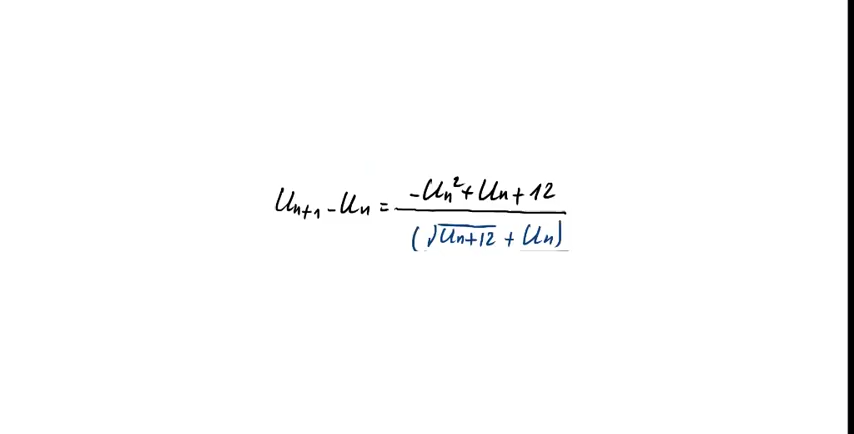 Uₙ₊₁ - Uₙ = (-Uₙ² + Uₙ + 12) / (√(Uₙ+12) + Uₙ)